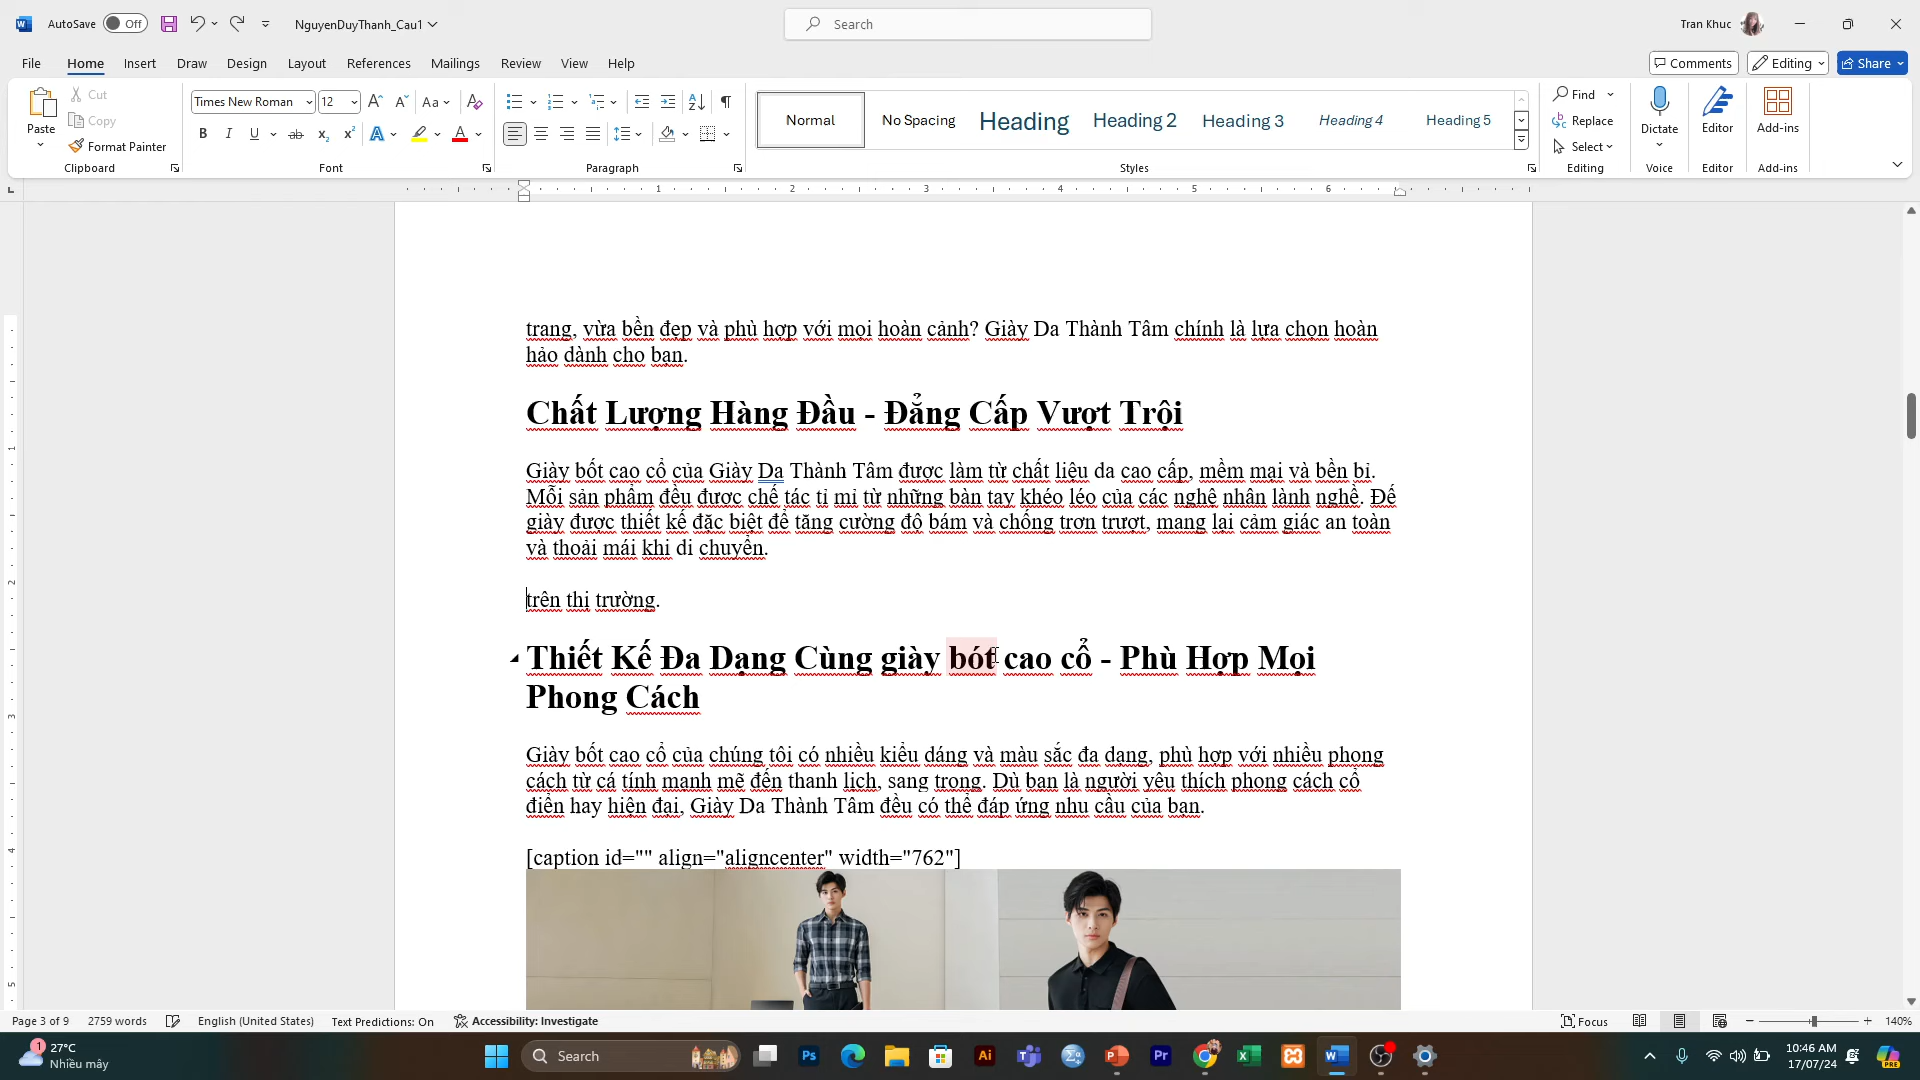 AutoSave Off NguyenDuyThanh_Cau1 Search Tran Khuc
File Home Insert Draw Design Layout References Mailings Review View Help Comments Editing Share
Paste Cut Copy Format Painter Clipboard
Times New Roman 12 Font
Paragraph
Normal No Spacing Heading Heading 2 Heading 3 Heading 4 Heading 5 Styles
Find Replace Select Editing
Dictate Voice Editor Editor Add-ins Add-ins
1 2 3 4 5 6
trang, vừa bền đẹp và phù hợp với mọi hoàn cảnh? Giày Da Thành Tâm chính là lựa chọn hoàn
hảo dành cho bạn.
Chất Lượng Hàng Đầu - Đẳng Cấp Vượt Trội
Giày bốt cao cổ của Giày Da Thành Tâm được làm từ chất liệu da cao cấp, mềm mại và bền bỉ.
Mỗi sản phẩm đều được chế tác tỉ mỉ từ những bàn tay khéo léo của các nghệ nhân lành nghề. Đế
giày được thiết kế đặc biệt để tăng cường độ bám và chống trơn trượt, mang lại cảm giác an toàn
và thoải mái khi di chuyển.
trên thị trường.
Thiết Kế Đa Dạng Cùng giày bót cao cổ - Phù Hợp Mọi
Phong Cách
Giày bốt cao cổ của chúng tôi có nhiều kiểu dáng và màu sắc đa dạng, phù hợp với nhiều phong
cách từ cá tính mạnh mẽ đến thanh lịch, sang trọng. Dù bạn là người yêu thích phong cách cổ
điển hay hiện đại, Giày Da Thành Tâm đều có thể đáp ứng nhu cầu của bạn.
[caption id="" align="aligncenter" width="762"]
Page 3 of 9 2759 words English (United States) Text Predictions: On Accessibility: Investigate Focus 140%
27°C
Nhiều mây
Search
10:46 AM
17/07/24